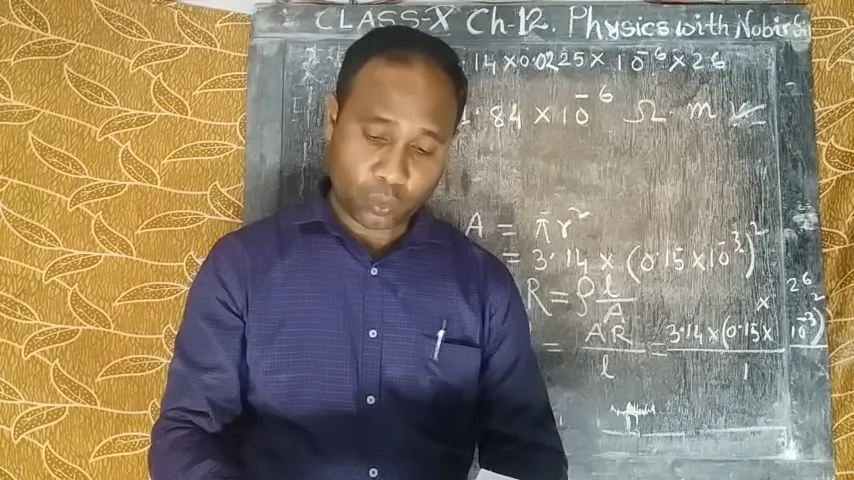 CLASS-X Ch-12. Physics with Nobir Sir
.14×0.0225×10⁻⁶×26
1.84 × 10⁻⁶ Ω·m
A = πr²
= 3.14 × (0.15×10⁻³)²
R = ρ l/A
= AR/l = 3.14×(0.15×10⁻³)² × 26/1